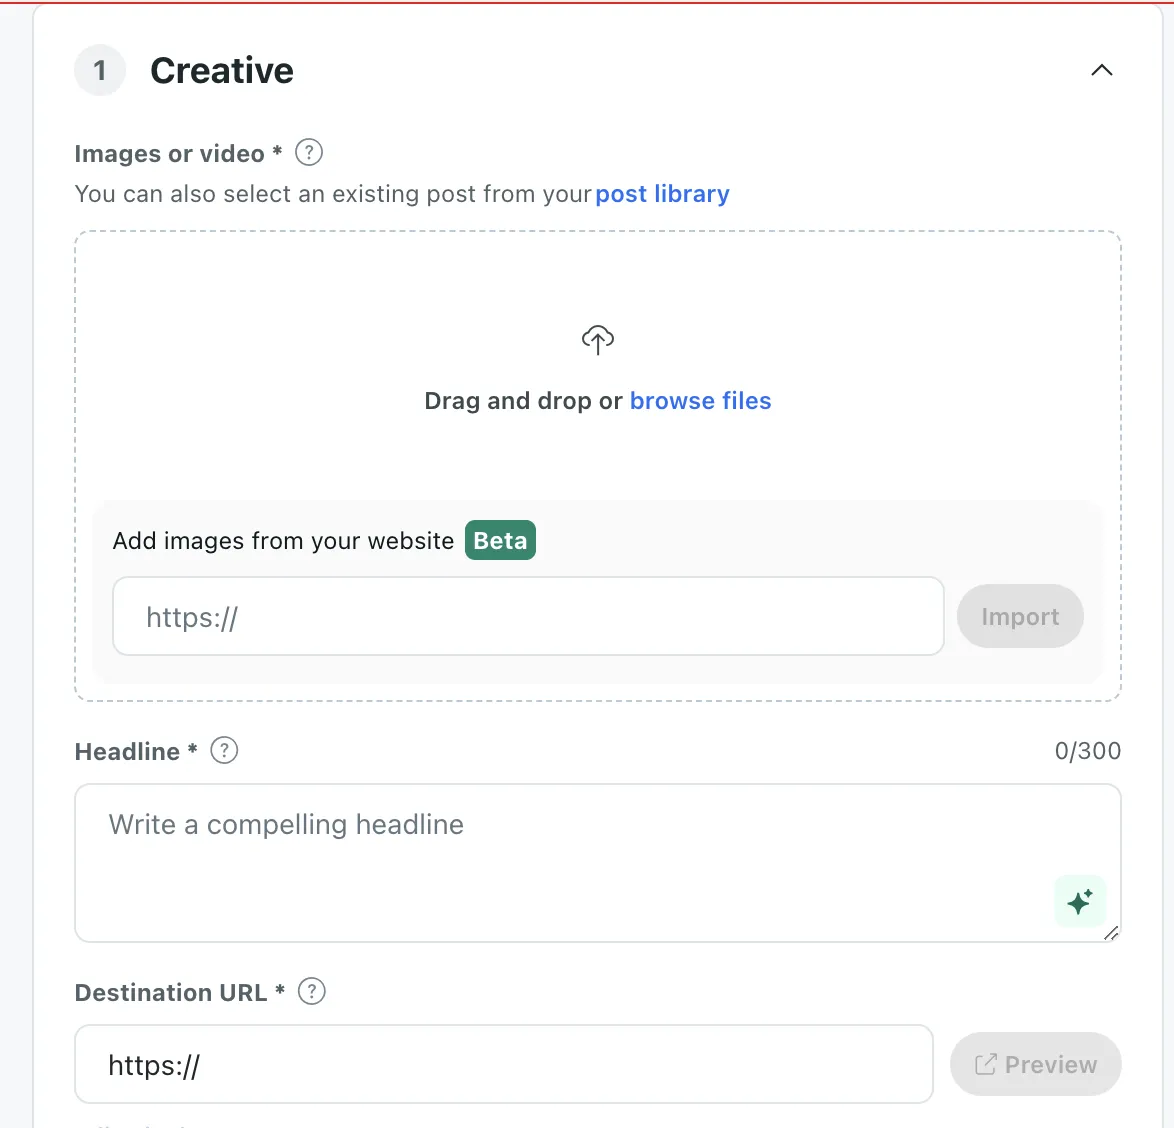 1 Creative
Images or video *
You can also select an existing post from your post library
Drag and drop or browse files
Add images from your website Beta
https:// Import
Headline * 0/300
Write a compelling headline
Destination URL *
https:// Preview